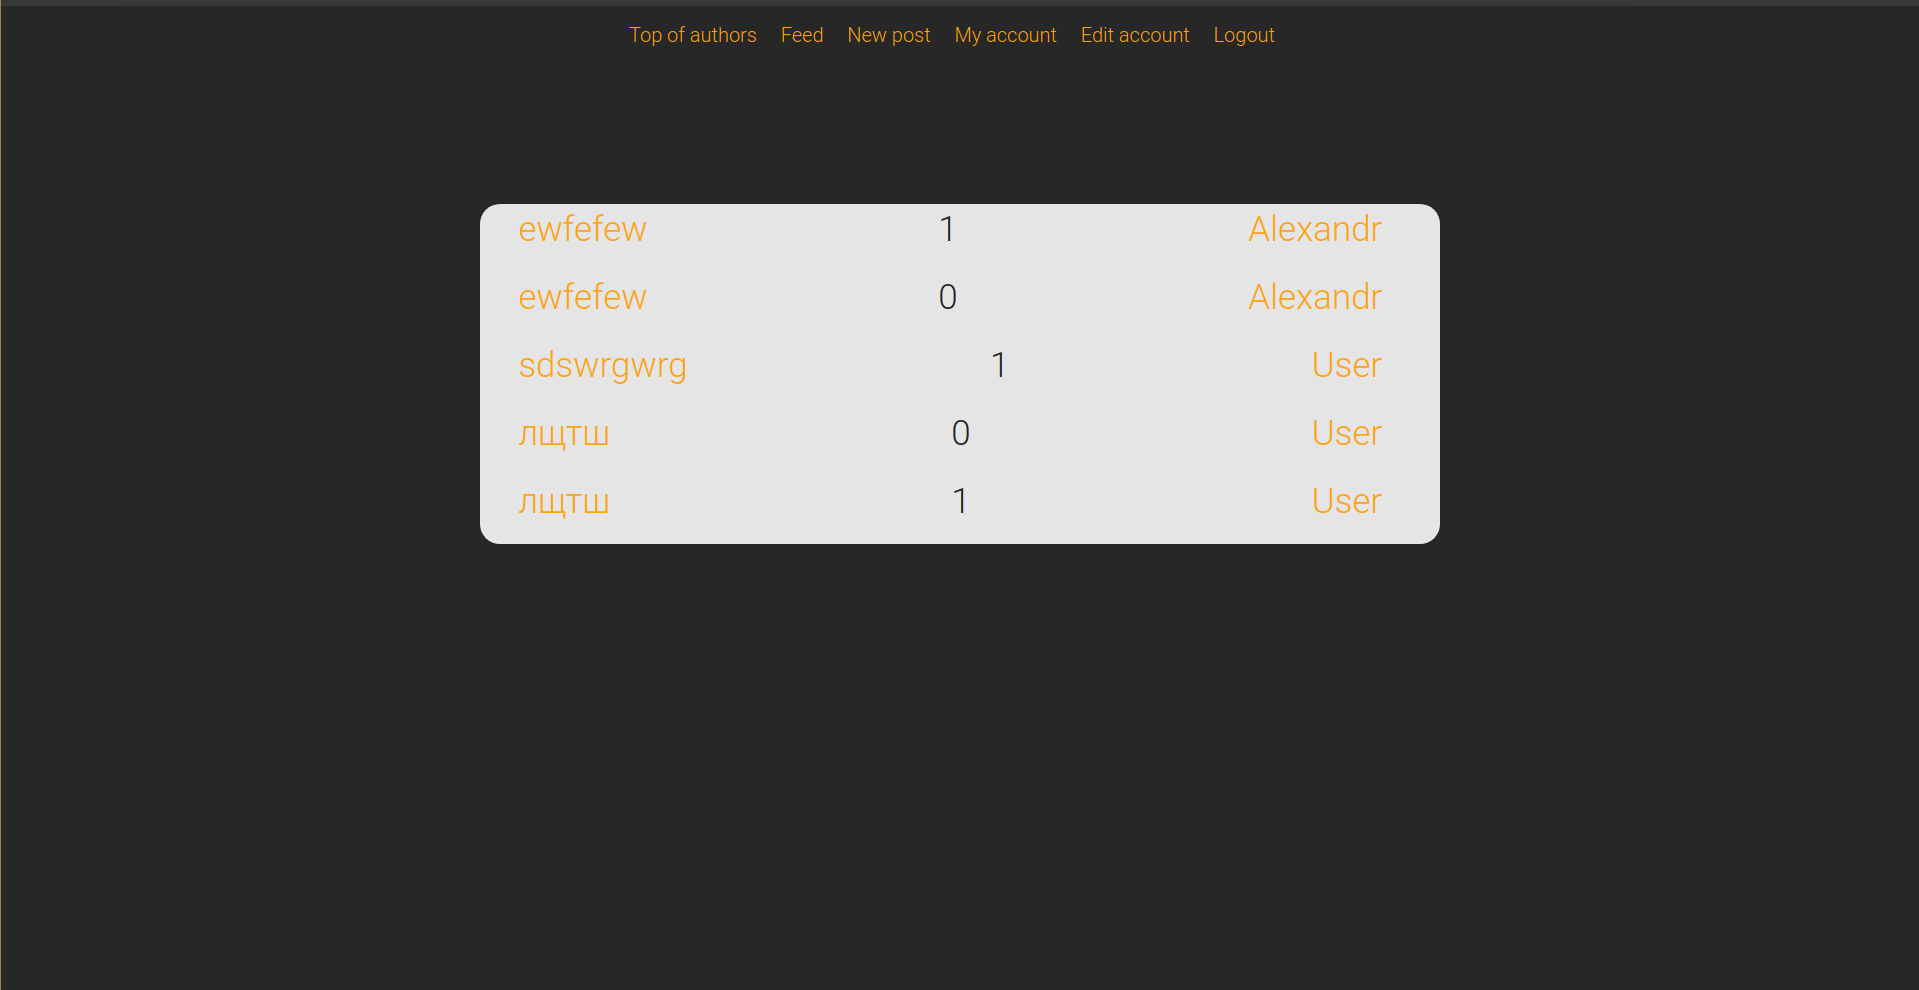 Top of authors Feed New post My account Edit account Logout
ewfefew 1 Alexandr
ewfefew 0 Alexandr
sdswrgwrg 1 User
лщтш 0 User
лщтш 1 User